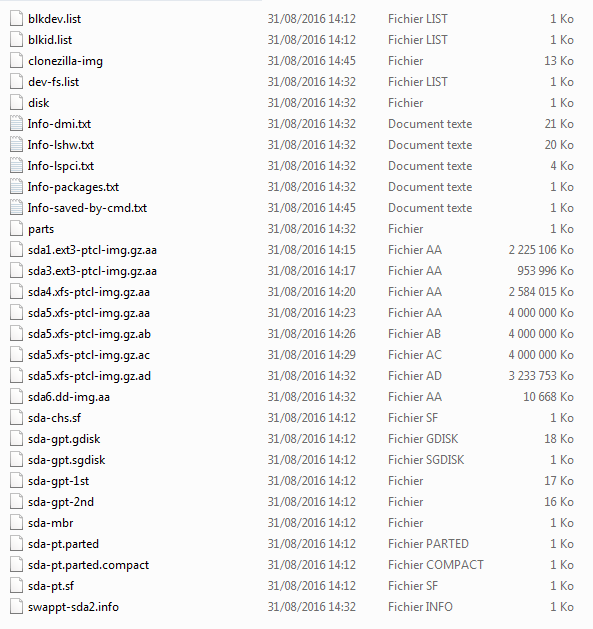 blkdev.list 31/08/2016 14:12 Fichier LIST 1 Ko
blkid.list 31/08/2016 14:12 Fichier LIST 1 Ko
clonezilla-img 31/08/2016 14:45 Fichier 13 Ko
dev-fs.list 31/08/2016 14:32 Fichier LIST 1 Ko
disk 31/08/2016 14:32 Fichier 1 Ko
Info-dmi.txt 31/08/2016 14:32 Document texte 21 Ko
Info-lshw.txt 31/08/2016 14:32 Document texte 20 Ko
Info-lspci.txt 31/08/2016 14:32 Document texte 4 Ko
Info-packages.txt 31/08/2016 14:32 Document texte 1 Ko
Info-saved-by-cmd.txt 31/08/2016 14:45 Document texte 1 Ko
parts 31/08/2016 14:32 Fichier 1 Ko
sda1.ext3-ptcl-img.gz.aa 31/08/2016 14:15 Fichier AA 2 225 106 Ko
sda3.ext3-ptcl-img.gz.aa 31/08/2016 14:17 Fichier AA 953 996 Ko
sda4.xfs-ptcl-img.gz.aa 31/08/2016 14:20 Fichier AA 2 584 015 Ko
sda5.xfs-ptcl-img.gz.aa 31/08/2016 14:23 Fichier AA 4 000 000 Ko
sda5.xfs-ptcl-img.gz.ab 31/08/2016 14:26 Fichier AB 4 000 000 Ko
sda5.xfs-ptcl-img.gz.ac 31/08/2016 14:29 Fichier AC 4 000 000 Ko
sda5.xfs-ptcl-img.gz.ad 31/08/2016 14:32 Fichier AD 3 233 753 Ko
sda6.dd-img.aa 31/08/2016 14:32 Fichier AA 10 668 Ko
sda-chs.sf 31/08/2016 14:12 Fichier SF 1 Ko
sda-gpt.gdisk 31/08/2016 14:12 Fichier GDISK 18 Ko
sda-gpt.sgdisk 31/08/2016 14:12 Fichier SGDISK 1 Ko
sda-gpt-1st 31/08/2016 14:12 Fichier 17 Ko
sda-gpt-2nd 31/08/2016 14:12 Fichier 16 Ko
sda-mbr 31/08/2016 14:12 Fichier 1 Ko
sda-pt.parted 31/08/2016 14:12 Fichier PARTED 1 Ko
sda-pt.parted.compact 31/08/2016 14:12 Fichier COMPACT 1 Ko
sda-pt.sf 31/08/2016 14:12 Fichier SF 1 Ko
swappt-sda2.info 31/08/2016 14:32 Fichier INFO 1 Ko